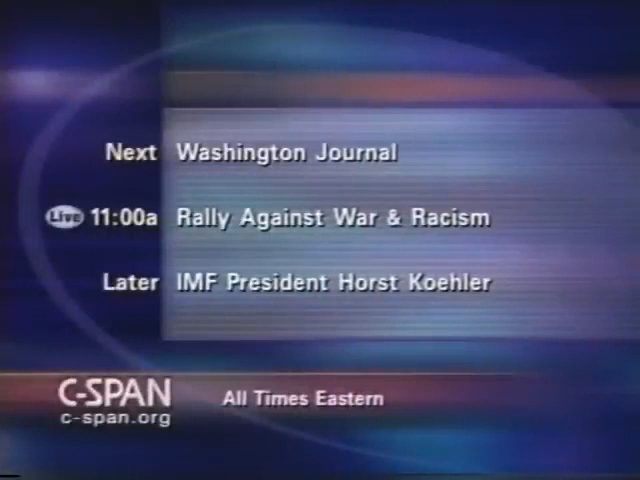 Next Washington Journal
Live 11:00a Rally Against War & Racism
Later IMF President Horst Koehler
C-SPAN All Times Eastern
c-span.org